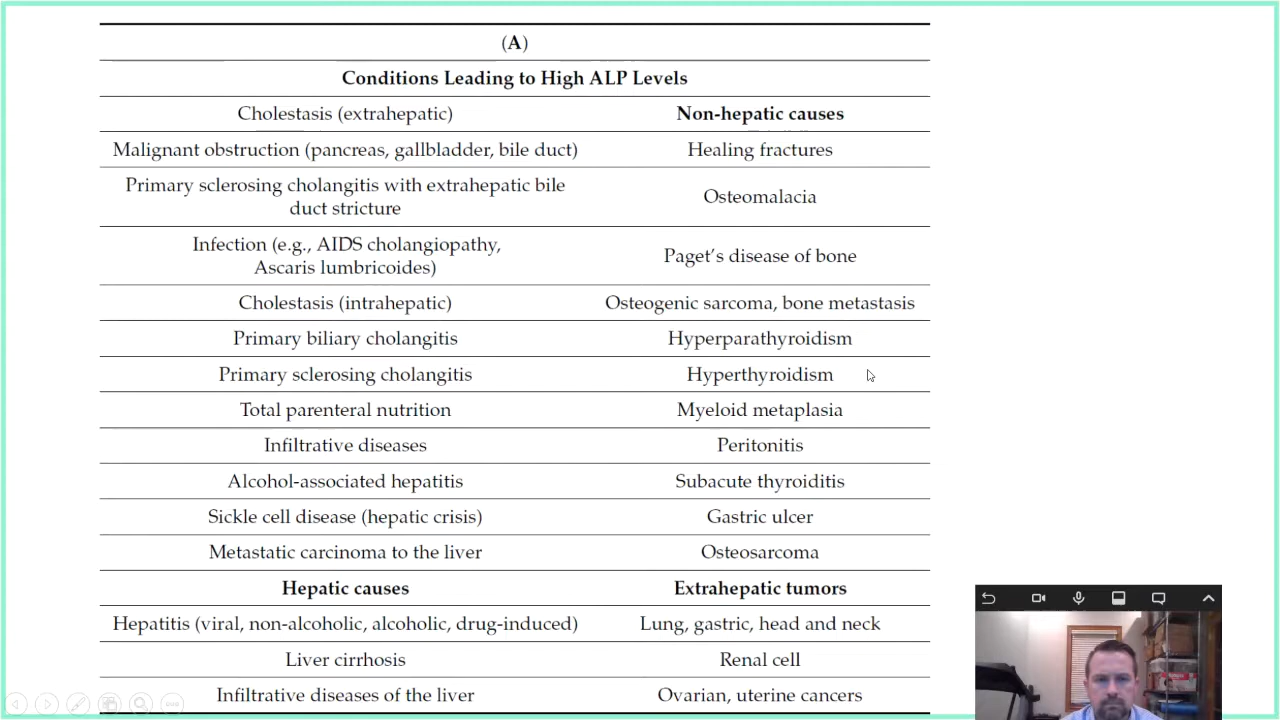 (A)
Conditions Leading to High ALP Levels
Cholestasis (extrahepatic) Non-hepatic causes
Malignant obstruction (pancreas, gallbladder, bile duct) Healing fractures
Primary sclerosing cholangitis with extrahepatic bile
duct stricture Osteomalacia
Infection (e.g., AIDS cholangiopathy,
Ascaris lumbricoides) Paget's disease of bone
Cholestasis (intrahepatic) Osteogenic sarcoma, bone metastasis
Primary biliary cholangitis Hyperparathyroidism
Primary sclerosing cholangitis Hyperthyroidism
Total parenteral nutrition Myeloid metaplasia
Infiltrative diseases Peritonitis
Alcohol-associated hepatitis Subacute thyroiditis
Sickle cell disease (hepatic crisis) Gastric ulcer
Metastatic carcinoma to the liver Osteosarcoma
Hepatic causes Extrahepatic tumors
Hepatitis (viral, non-alcoholic, alcoholic, drug-induced) Lung, gastric, head and neck
Liver cirrhosis Renal cell
Infiltrative diseases of the liver Ovarian, uterine cancers